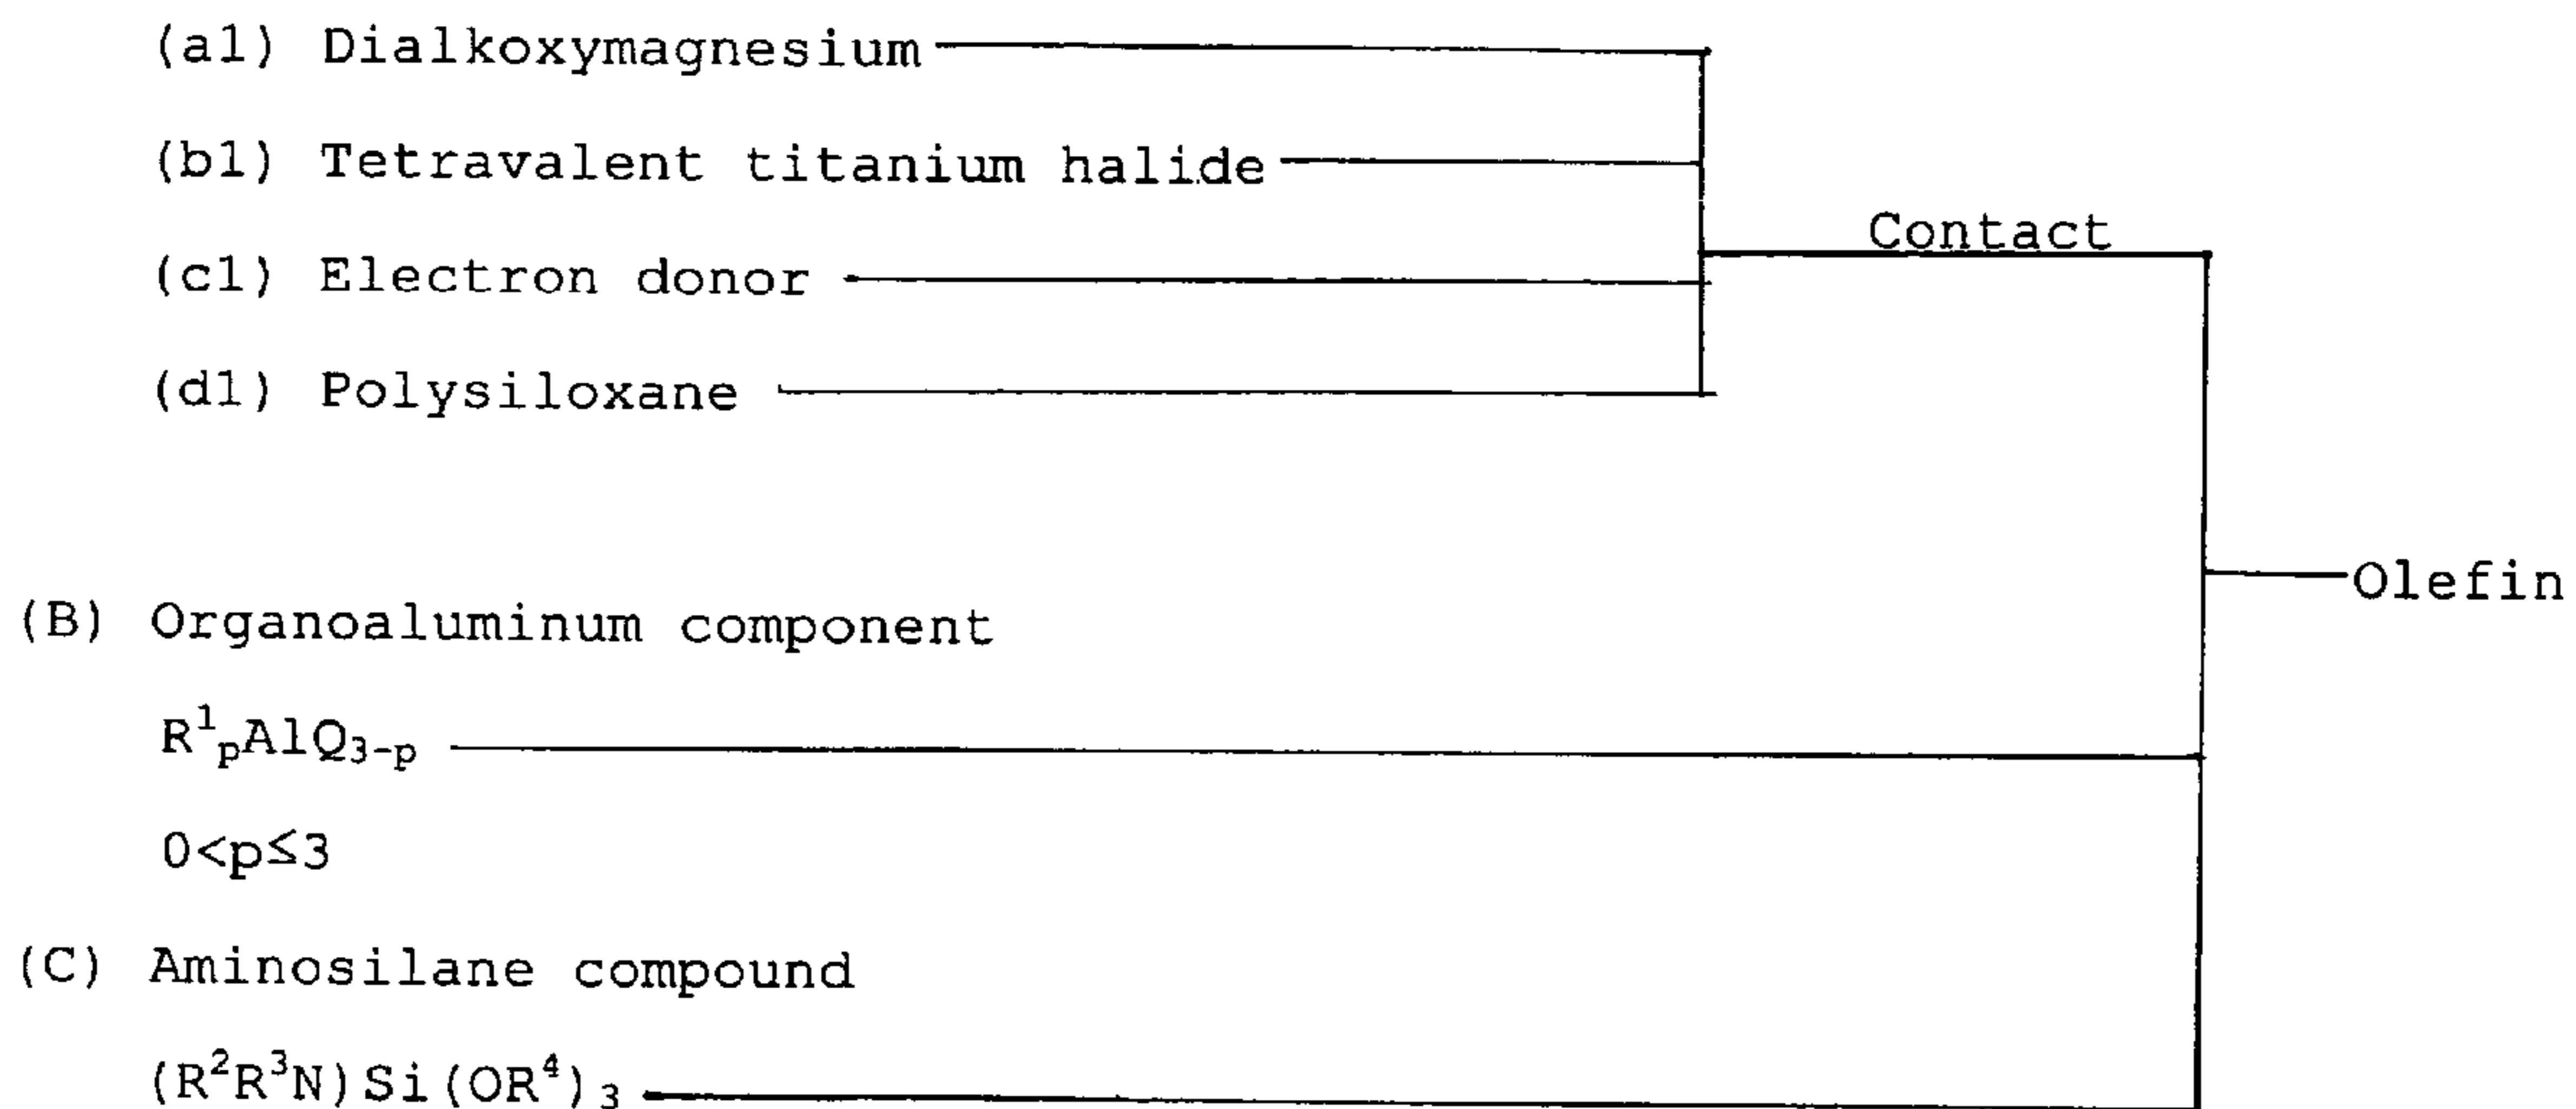 (a1) Dialkoxymagnesium
(b1) Tetravalent titanium halide
Contact
(c1) Electron donor
(d1) Polysiloxane
Olefin
(B) Organoaluminum component
R¹ₚAlQ₃₋ₚ
0<p≤3
(C) Aminosilane compound
(R²R³N)Si(OR⁴)₃